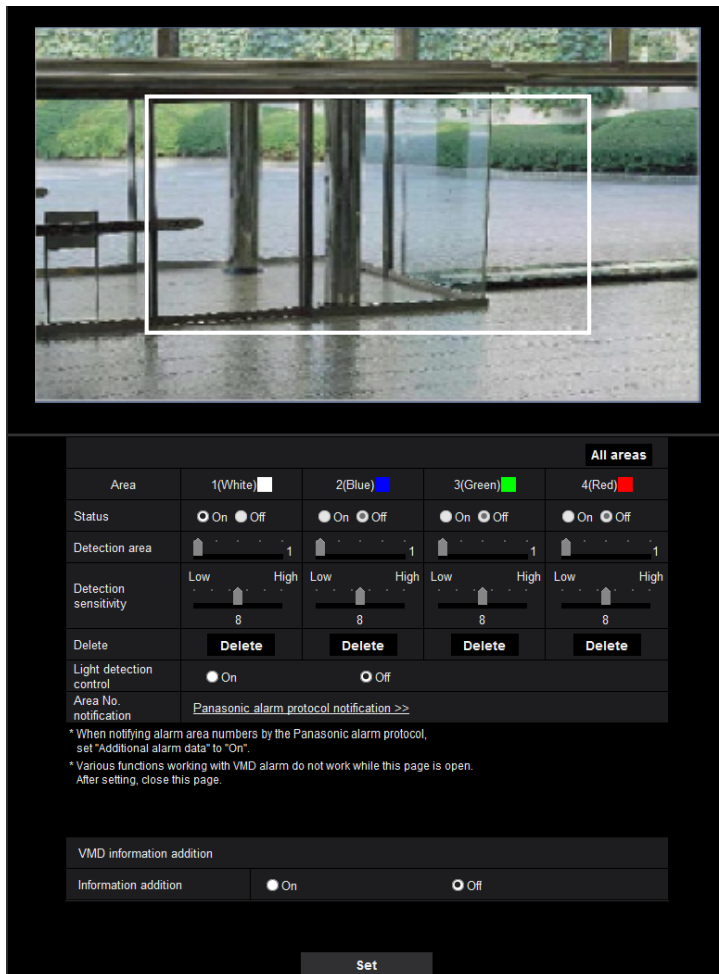 All areas
Area 1(White) 2(Blue) 3(Green) 4(Red)
Status On Off On Off On Off On Off
Detection area 1 1 1 1
Low High Low High Low High Low High
Detection
sensitivity
8 8 8 8
Delete Delete Delete Delete Delete
Light detection
control
On Off
Area No.
notification
Panasonic alarm protocol notification >>
* When notifying alarm area numbers by the Panasonic alarm protocol,
set "Additional alarm data" to "On".
* Various functions working with VMD alarm do not work while this page is open.
After setting, close this page.
VMD information addition
Information addition On Off
Set